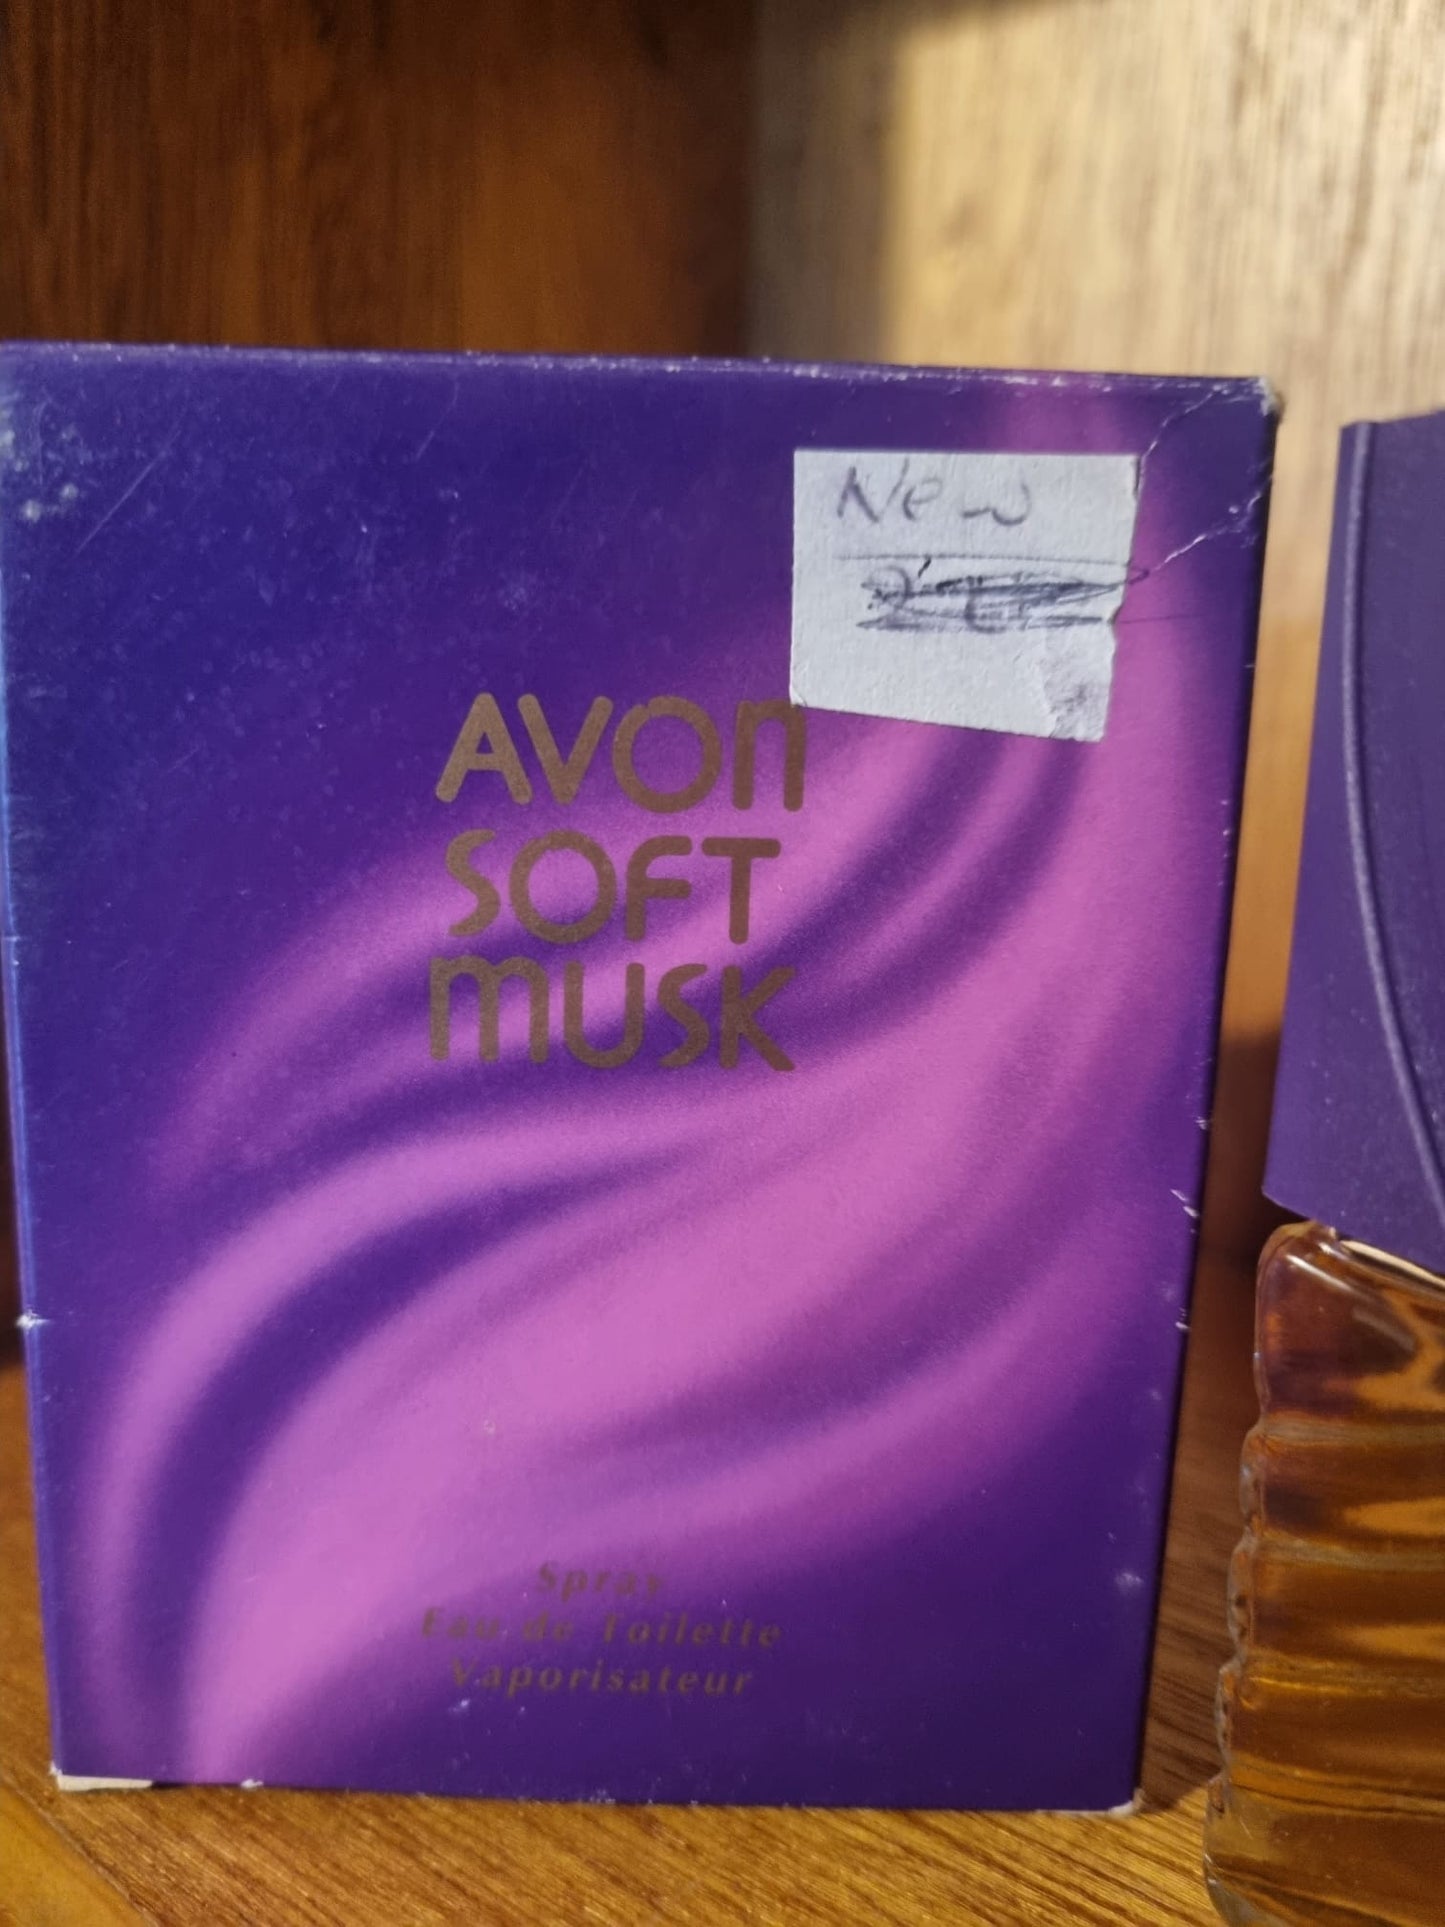 New
AVON
SOFT
MUSK
Spray
Eau de Toilette
Vaporisateur